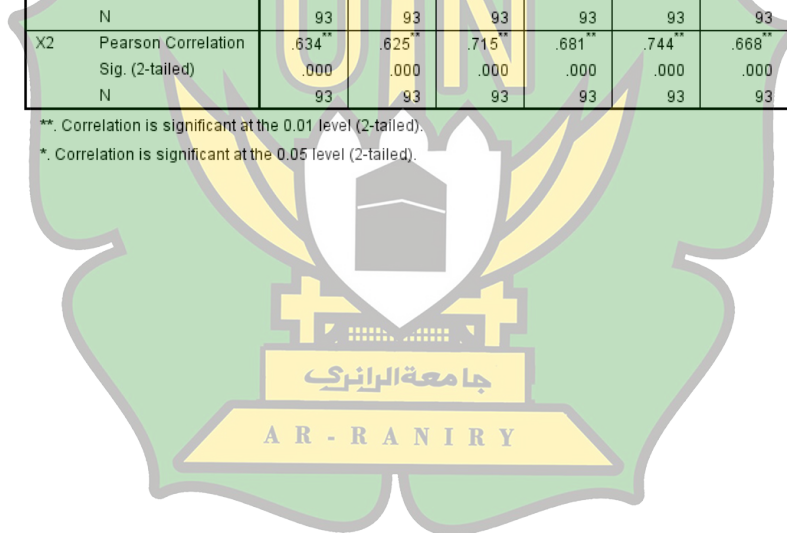 N 93 93 93 93 93 93
X2 Pearson Correlation .634** .625** .715** .681** .744** .668**
Sig. (2-tailed) .000 .000 .000 .000 .000 .000
N 93 93 93 93 93 93
**. Correlation is significant at the 0.01 level (2-tailed).
*. Correlation is significant at the 0.05 level (2-tailed).
UIN
جامعةالرانرك
AR-RANIRY